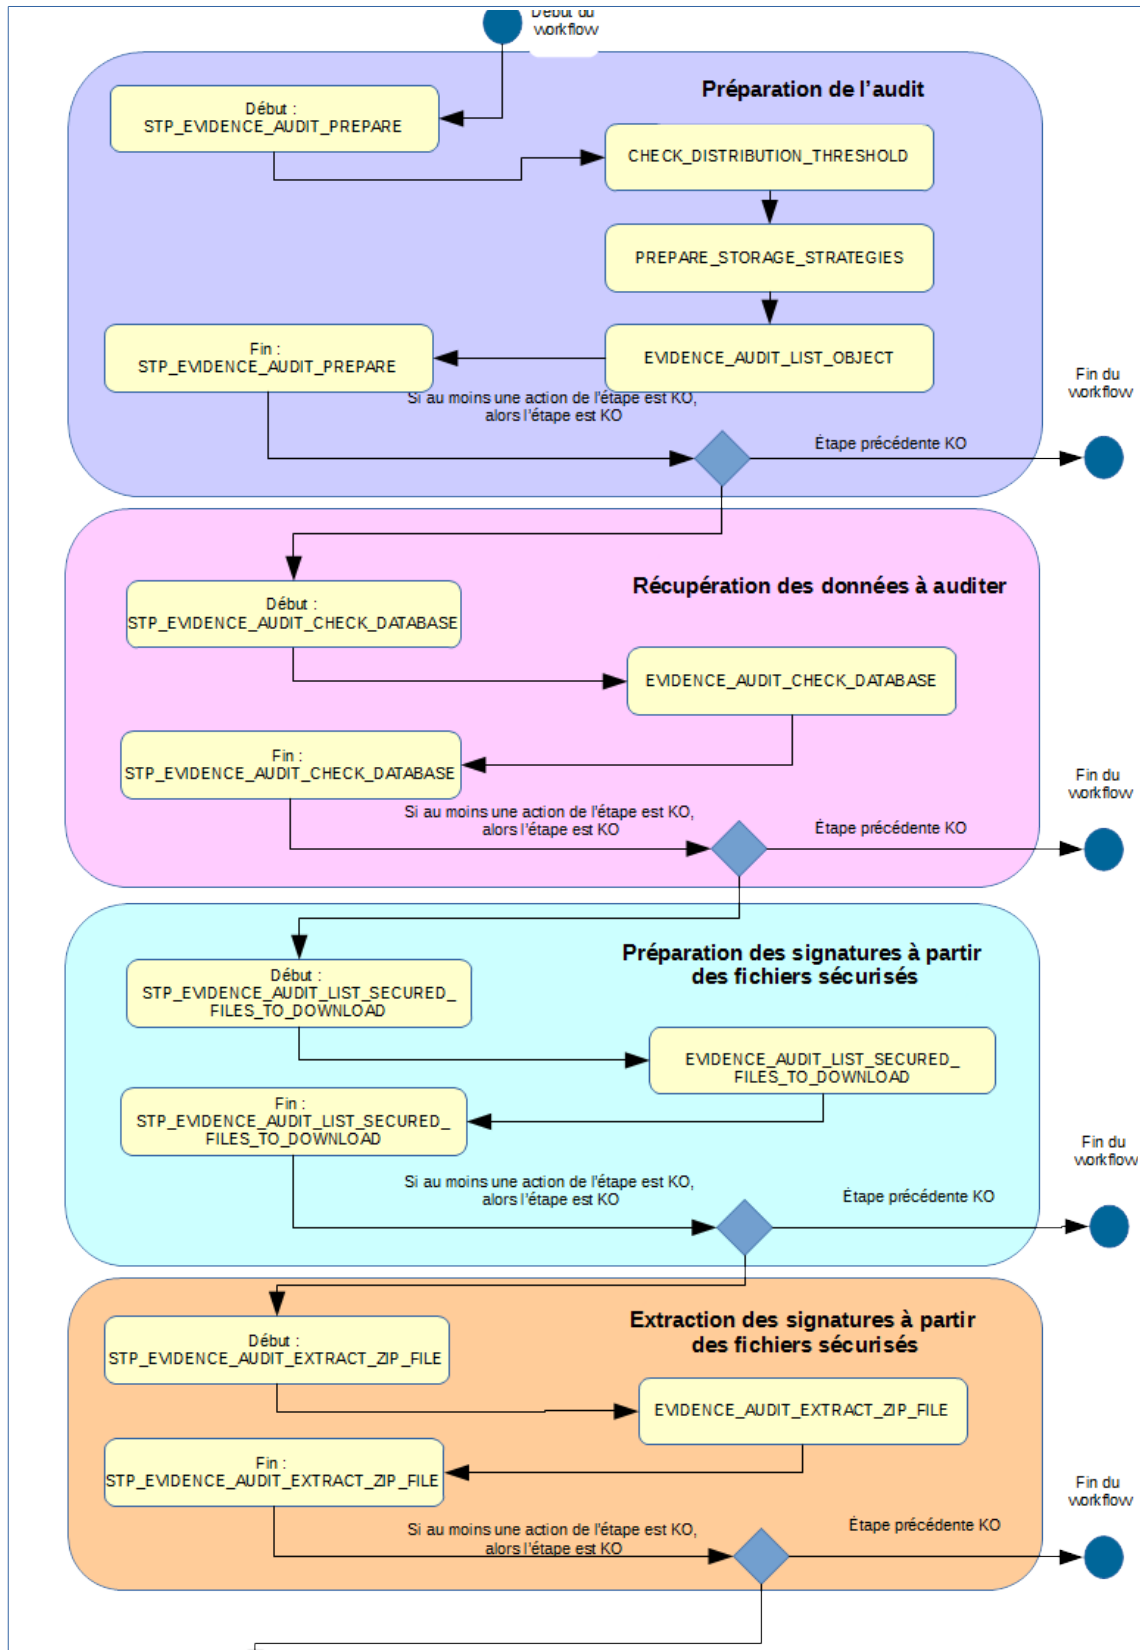 Début du
workflow
Préparation de l'audit
Début :
STP_EVIDENCE_AUDIT_PREPARE
CHECK_DISTRIBUTION_THRESHOLD
PREPARE_STORAGE_STRATEGIES
Fin :
STP_EVIDENCE_AUDIT_PREPARE
EVIDENCE_AUDIT_LIST_OBJECT
Fin du
workflow
Si au moins une action de l'étape est KO,
alors l'étape est KO
Étape précédente KO
Récupération des données à auditer
Début :
STP_EVIDENCE_AUDIT_CHECK_DATABASE
EVIDENCE_AUDIT_CHECK_DATABASE
Fin :
STP_EVIDENCE_AUDIT_CHECK_DATABASE
Fin du
workflow
Si au moins une action de l'étape est KO,
alors l'étape est KO
Étape précédente KO
Préparation des signatures à partir
des fichiers sécurisés
Début :
STP_EVIDENCE_AUDIT_LIST_SECURED_
FILES_TO_DOWNLOAD
EVIDENCE_AUDIT_LIST_SECURED_
FILES_TO_DOWNLOAD
Fin :
STP_EVIDENCE_AUDIT_LIST_SECURED_
FILES_TO_DOWNLOAD
Fin du
workflow
Si au moins une action de l'étape est KO,
alors l'étape est KO
Étape précédente KO
Extraction des signatures à partir
des fichiers sécurisés
Début :
STP_EVIDENCE_AUDIT_EXTRACT_ZIP_FILE
EVIDENCE_AUDIT_EXTRACT_ZIP_FILE
Fin :
STP_EVIDENCE_AUDIT_EXTRACT_ZIP_FILE
Fin du
workflow
Si au moins une action de l'étape est KO,
alors l'étape est KO
Étape précédente KO